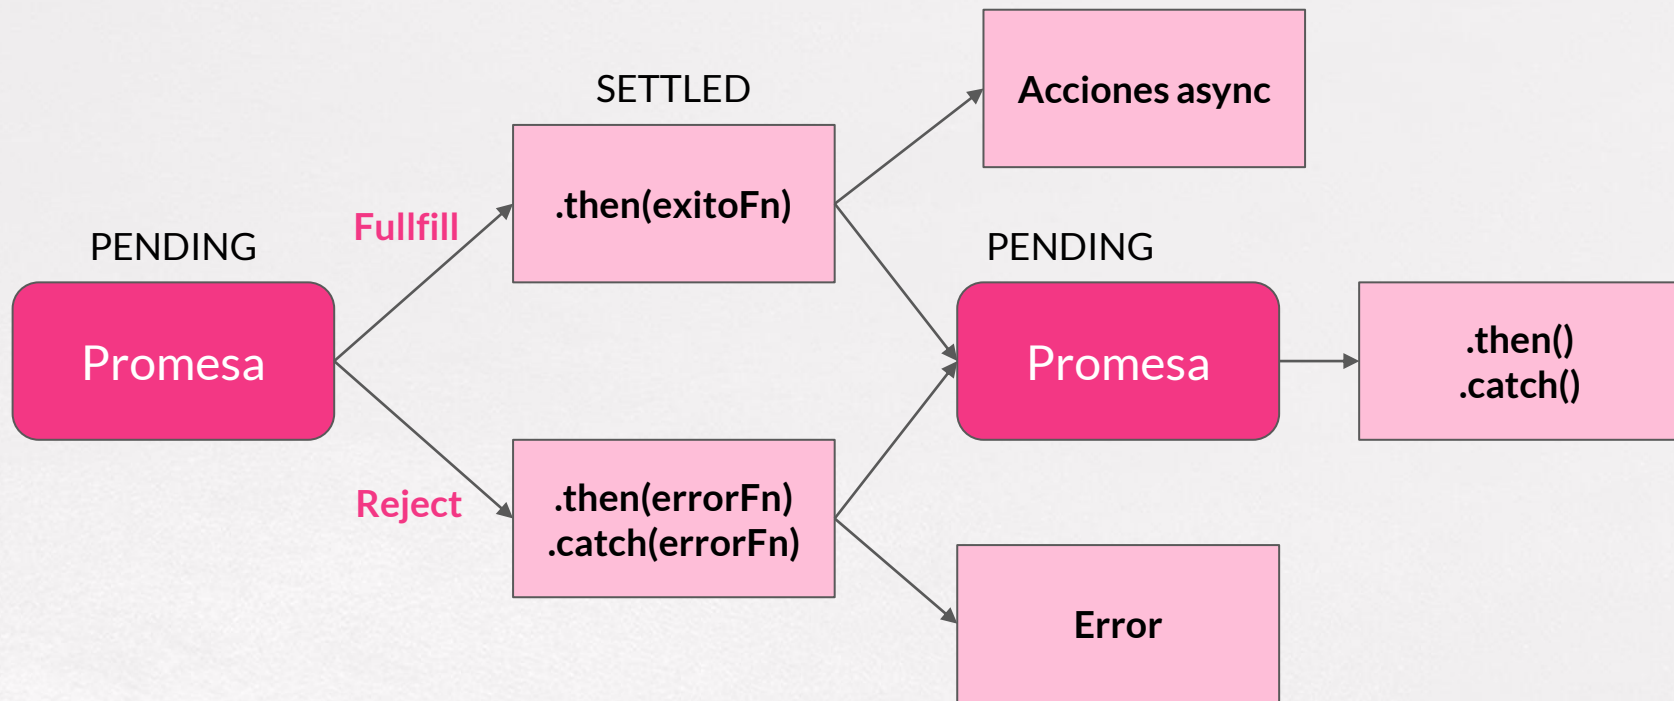 Acciones async
SETTLED
.then(exitoFn)
Fullfill
PENDING
PENDING
Promesa
Promesa
.then()
.catch()
Reject
.then(errorFn)
.catch(errorFn)
Error